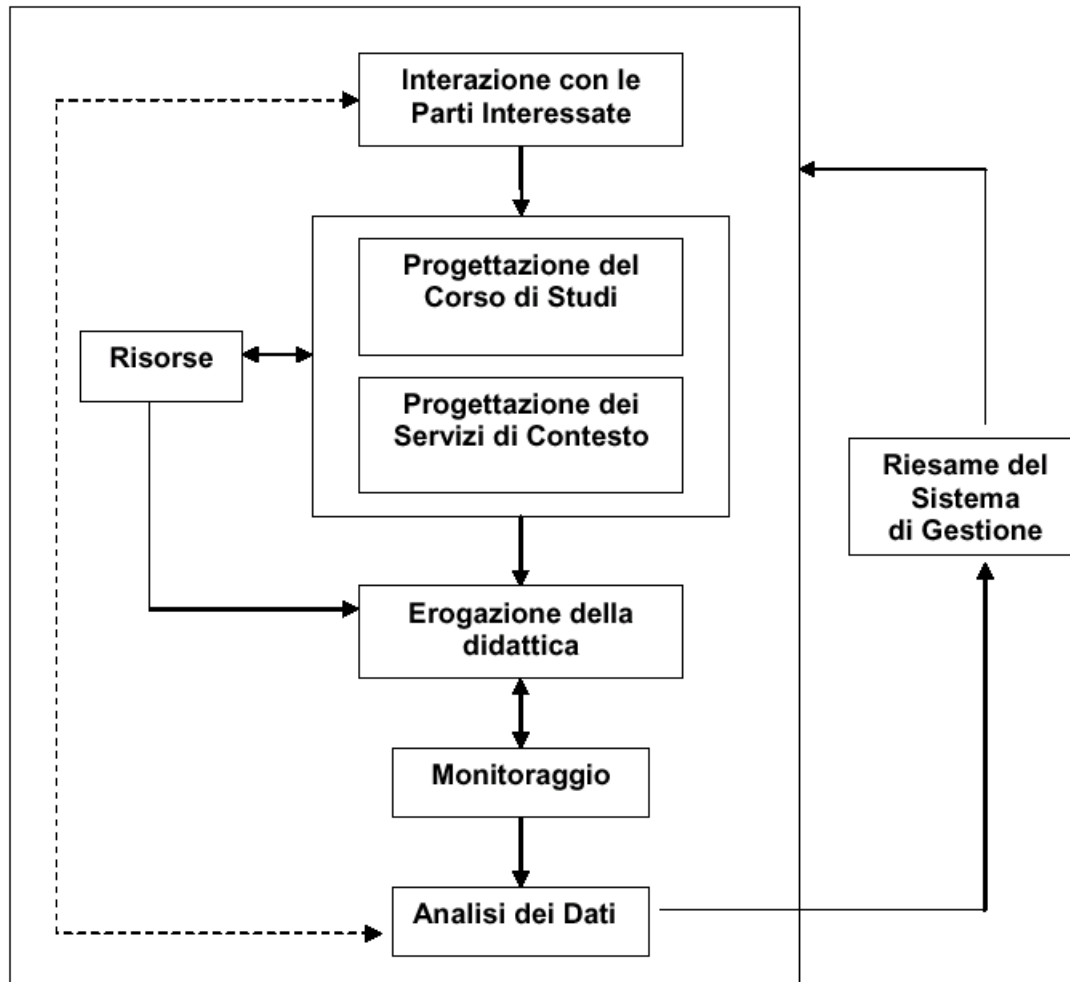 Interazione con le
Parti Interessate
Progettazione del
Corso di Studi
Risorse
Progettazione dei
Servizi di Contesto
Riesame del
Sistema
di Gestione
Erogazione della
didattica
Monitoraggio
Analisi dei Dati